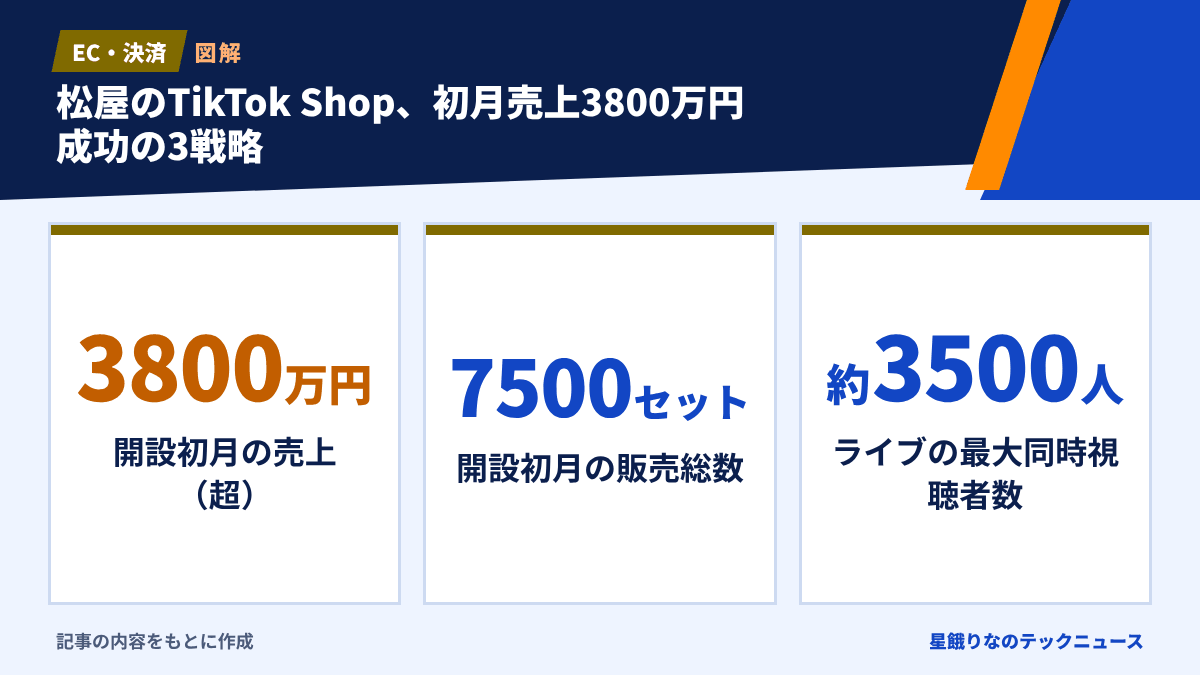 EC・決済 図解
松屋のTikTok Shop、初月売上3800万円
成功の3戦略
3800万円
開設初月の売上
（超）
7500セット
開設初月の販売総数
約3500人
ライブの最大同時視
聴者数
記事の内容をもとに作成
星餓りなのテックニュース